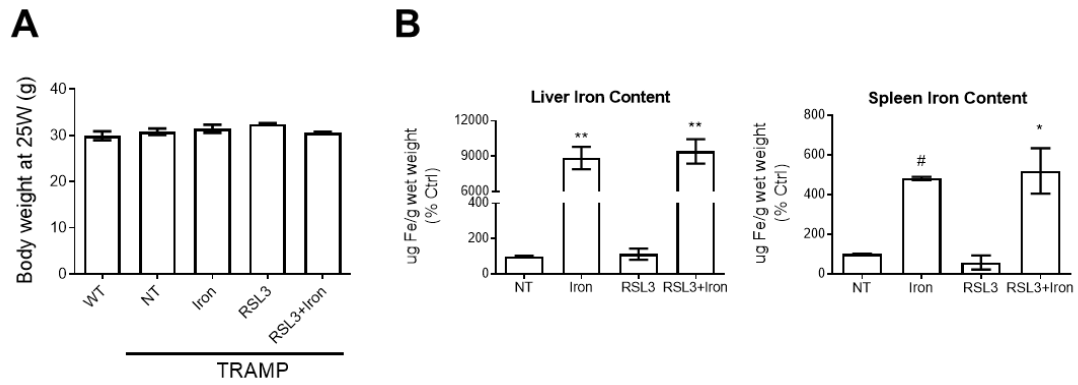 A
Body weight at 25W (g)
40
30
20
10
0
WT
NT
Iron
RSL3
RSL3+Iron
TRAMP
B
Liver Iron Content
ug Fe/g wet weight
(% Ctrl)
12000
9000
6000
400
200
0
**
**
NT
Iron
RSL3
RSL3+Iron
Spleen Iron Content
ug Fe/g wet weight
(% Ctrl)
800
600
400
200
0
#
*
NT
Iron
RSL3
RSL3+Iron